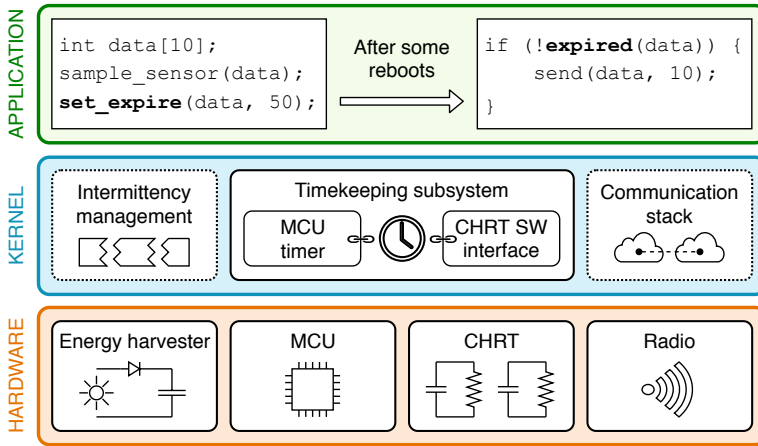 APPLICATION
int data[10];
sample_sensor(data);
set_expire(data, 50);
After some
reboots
if (!expired(data)) {
send(data, 10);
}
KERNEL
Intermittency
management
Timekeeping subsystem
MCU
timer
CHRT SW
interface
Communication
stack
HARDWARE
Energy harvester
MCU
CHRT
Radio